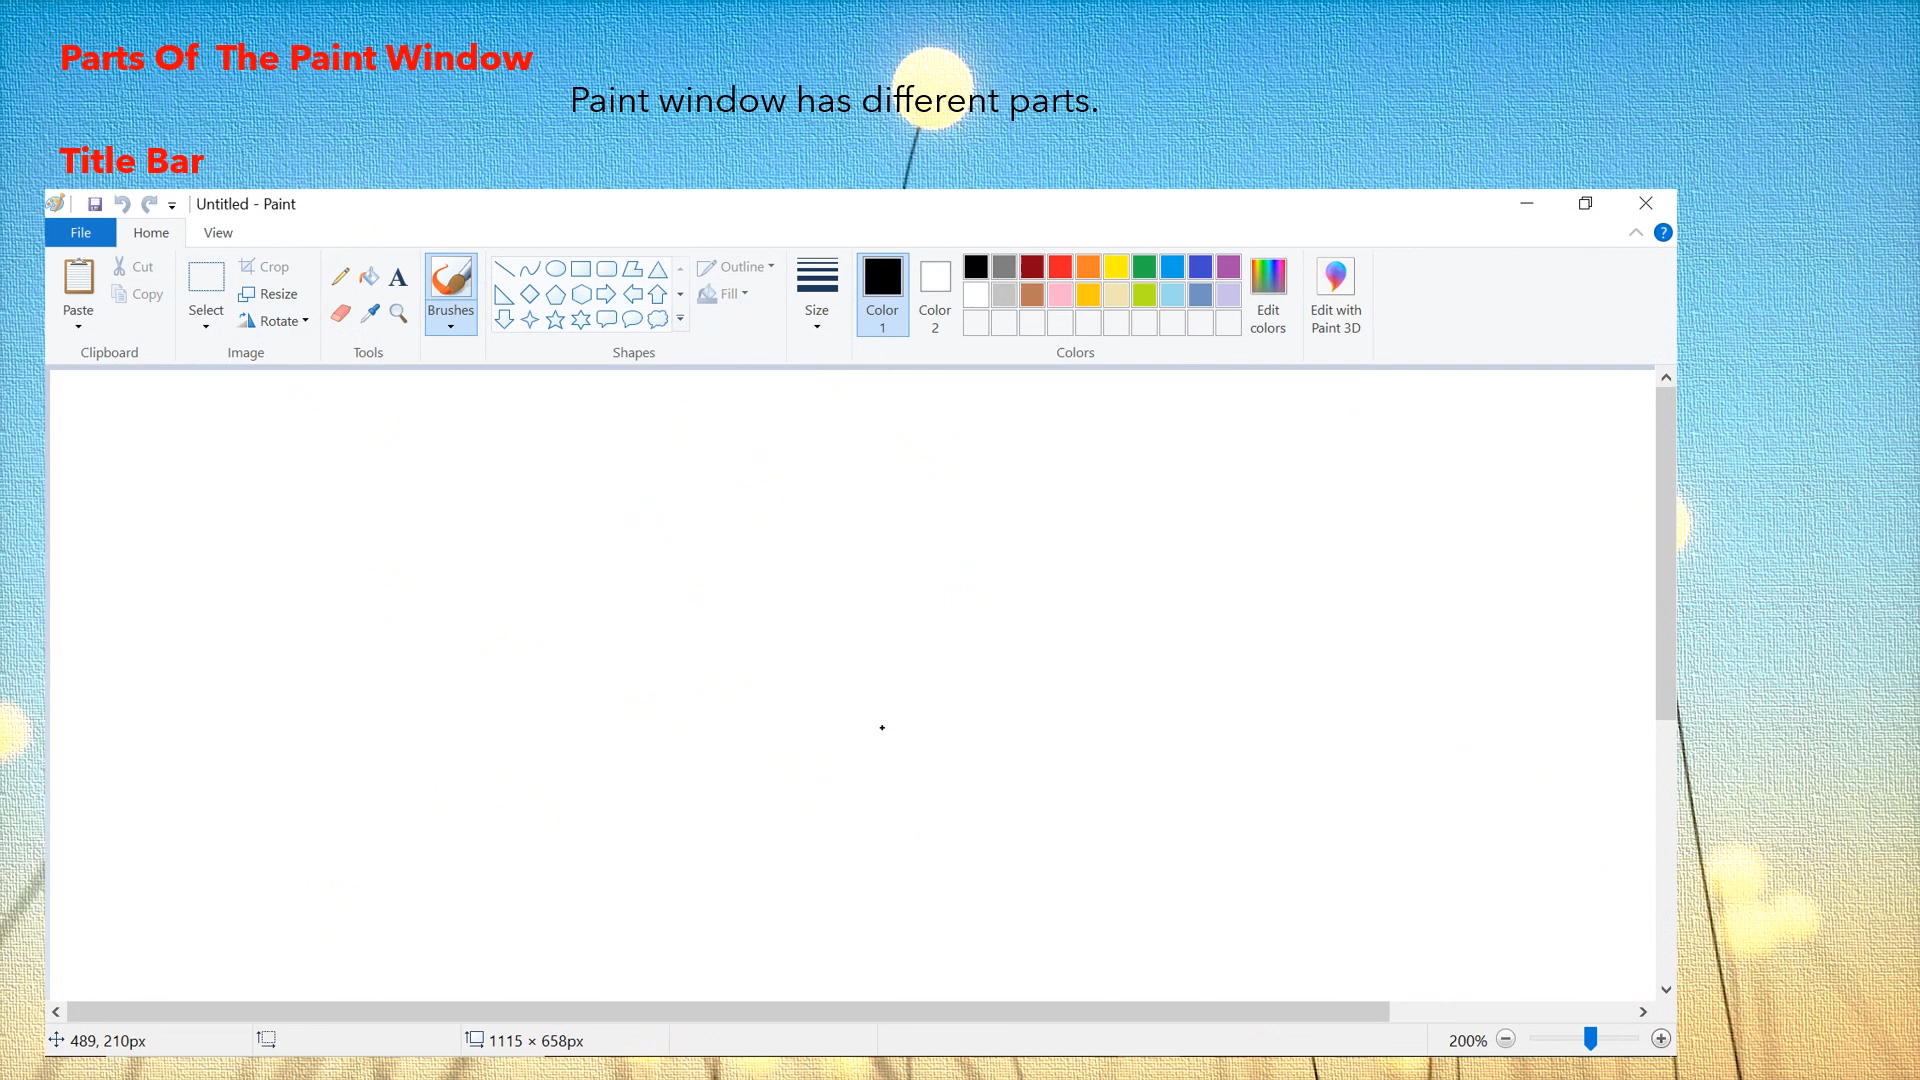 Parts Of The Paint Window
Paint window has different parts.
Title Bar
Untitled - Paint
File Home View
Cut Crop Outline
Copy Resize Fill
Paste Select Rotate A Brushes Size Color 1 Color 2 Edit colors Edit with Paint 3D
Clipboard Image Tools Shapes Colors
489, 210px 1115 × 658px 200%